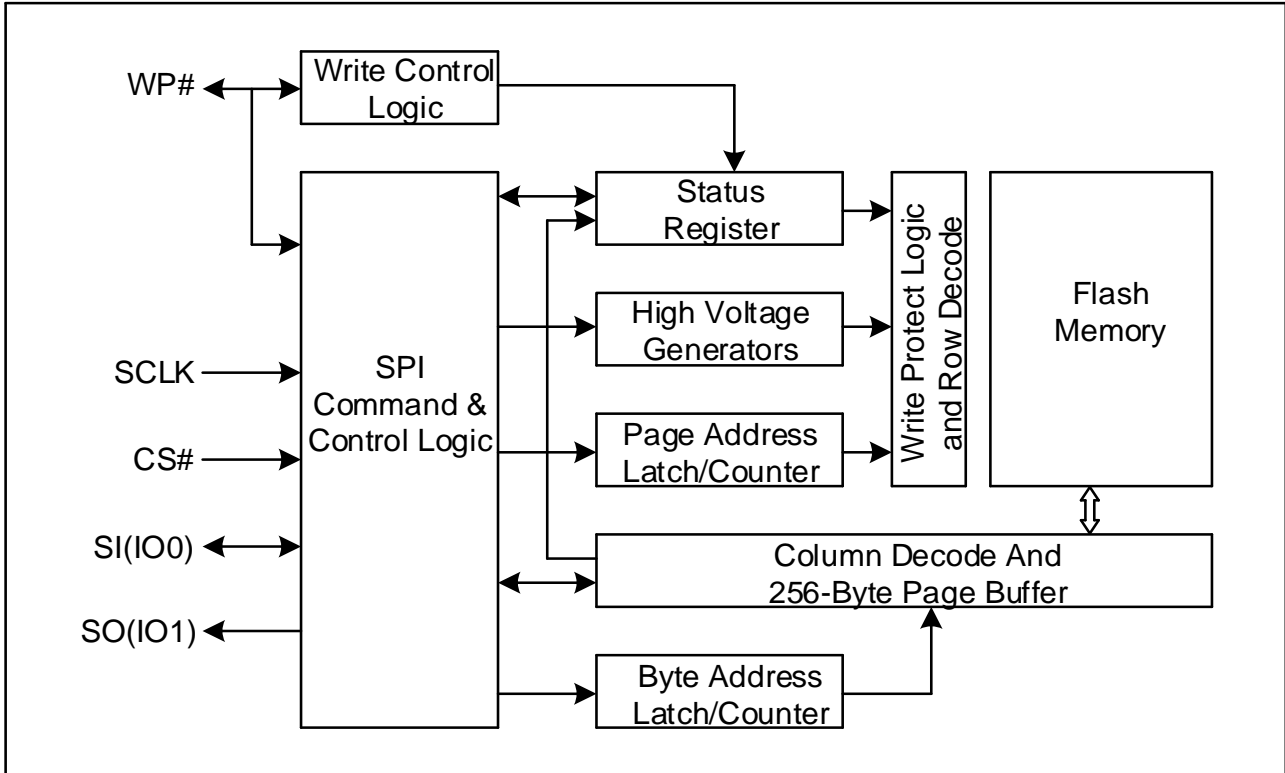 WP#
Write Control
Logic
SCLK
CS#
SI(IO0)
SO(IO1)
SPI
Command &
Control Logic
Status
Register
High Voltage
Generators
Page Address
Latch/Counter
Write Protect Logic
and Row Decode
Flash
Memory
Column Decode And
256-Byte Page Buffer
Byte Address
Latch/Counter